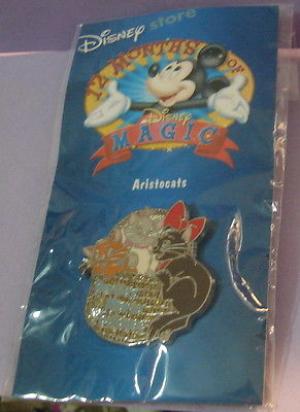 Disney store
12 MONTHS OF
Disney
MAGIC
Aristocats